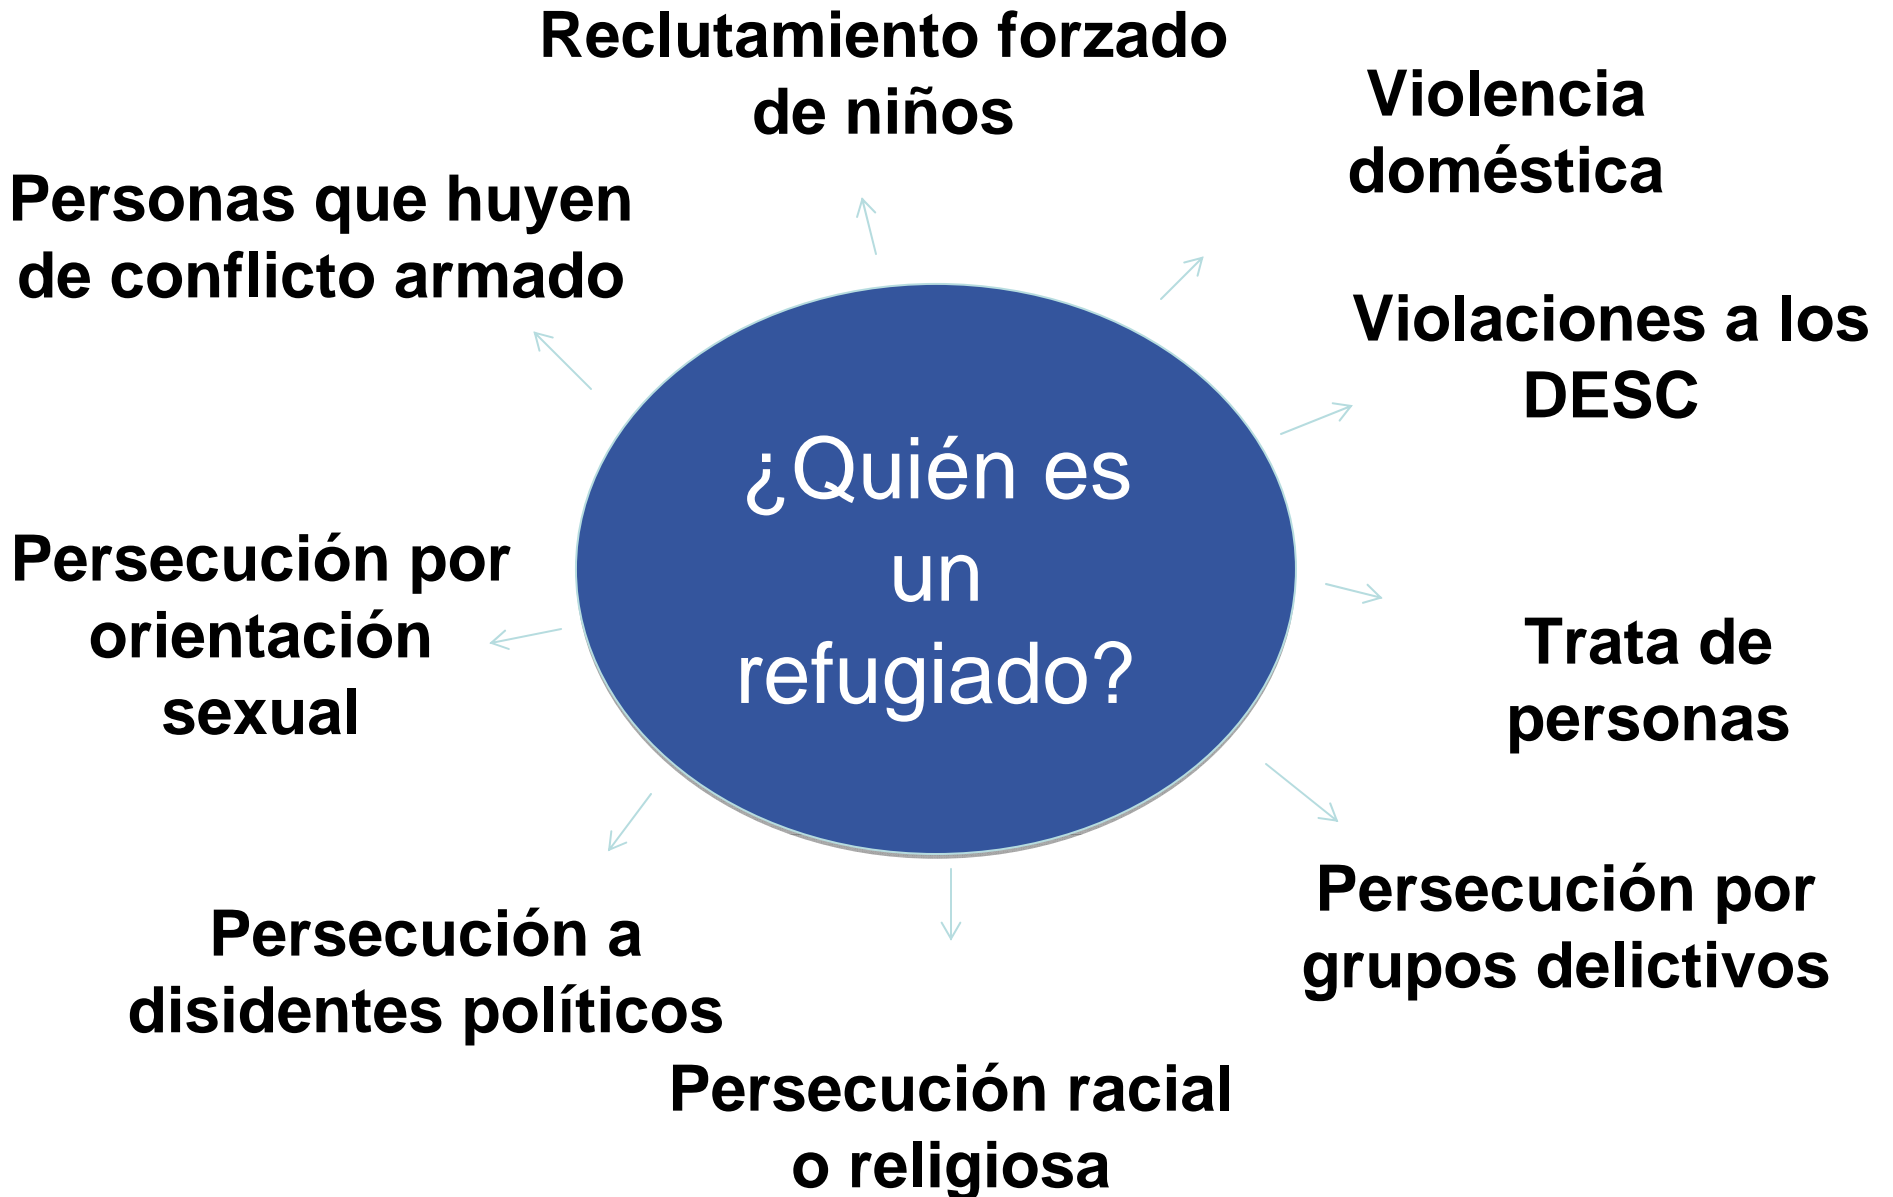 Reclutamiento forzado
de niños
Violencia
doméstica
Personas que huyen
de conflicto armado
Violaciones a los
DESC
¿Quién es
un
refugiado?
Persecución por
orientación
sexual
Trata de
personas
Persecución por
grupos delictivos
Persecución a
disidentes políticos
Persecución racial
o religiosa